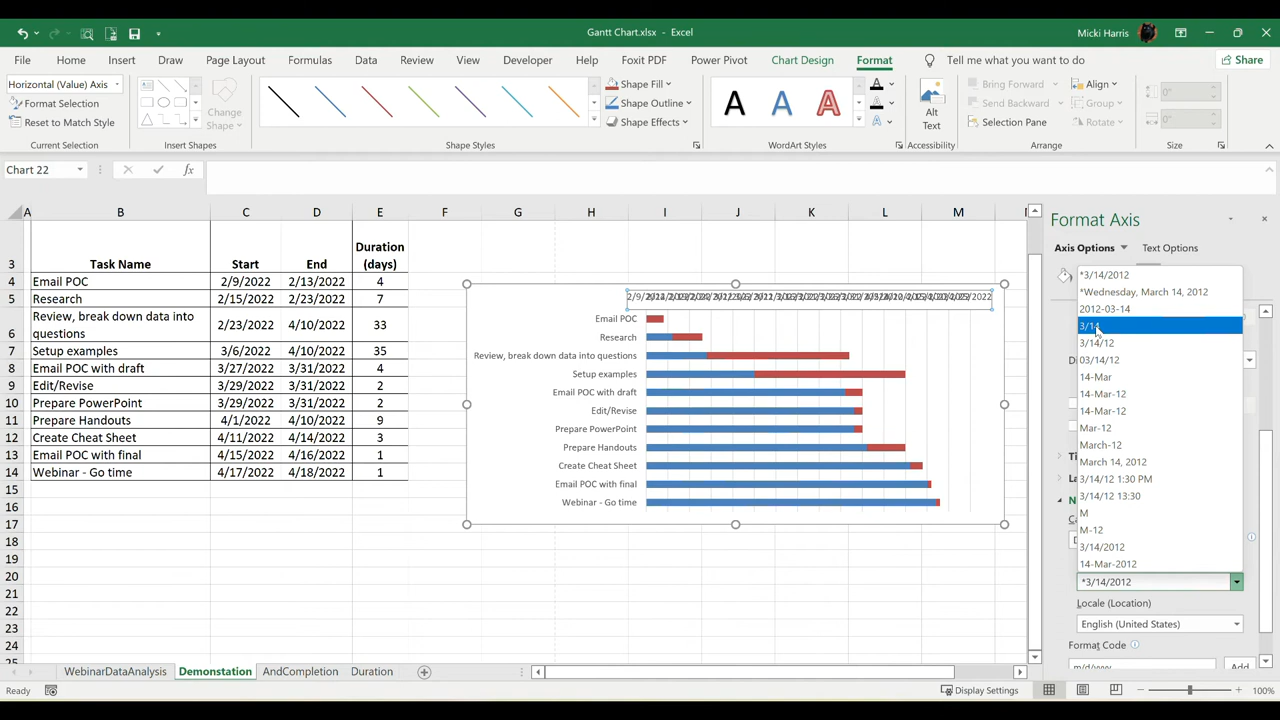 Gantt Chart.xlsx - Excel
Micki Harris
File Home Insert Draw Page Layout Formulas Data Review View Developer Help Foxit PDF Power Pivot Chart Design Format Tell me what you want to do Share
Horizontal (Value) Axis
Format Selection
Reset to Match Style
Current Selection
Change
Shape
Insert Shapes
Shape Fill
Shape Outline
Shape Effects
Shape Styles
A A A
A
A
A
WordArt Styles
Alt
Text
Accessibility
Bring Forward
Send Backward
Selection Pane
Align
Group
Rotate
Arrange
0"
0"
Size
Chart 22
fx
A B C D E F G H I J K L M
3 Task Name Start End Duration
(days)
4 Email POC 2/9/2022 2/13/2022 4
5 Research 2/15/2022 2/23/2022 7
6 Review, break down data into
questions 2/23/2022 4/10/2022 33
7 Setup examples 3/6/2022 4/10/2022 35
8 Email POC with draft 3/27/2022 3/31/2022 4
9 Edit/Revise 3/29/2022 3/31/2022 2
10 Prepare PowerPoint 3/29/2022 3/31/2022 2
11 Prepare Handouts 4/1/2022 4/10/2022 9
12 Create Cheat Sheet 4/11/2022 4/14/2022 3
13 Email POC with final 4/15/2022 4/16/2022 1
14 Webinar - Go time 4/17/2022 4/18/2022 1
15
16
17
18
19
20
21
22
23
24
25
Email POC
Research
Review, break down data into questions
Setup examples
Email POC with draft
Edit/Revise
Prepare PowerPoint
Prepare Handouts
Create Cheat Sheet
Email POC with final
Webinar - Go time
Format Axis
Axis Options Text Options
*3/14/2012
*Wednesday, March 14, 2012
2012-03-14
3/14
3/14/12
03/14/12
14-Mar
14-Mar-12
14-Mar-12
Mar-12
March-12
March 14, 2012
3/14/12 1:30 PM
3/14/12 13:30
M
M-12
3/14/2012
14-Mar-2012
*3/14/2012
Locale (Location)
English (United States)
Format Code
m/d/yyyy Add
WebinarDataAnalysis Demonstation AndCompletion Duration
Ready
Display Settings
100%